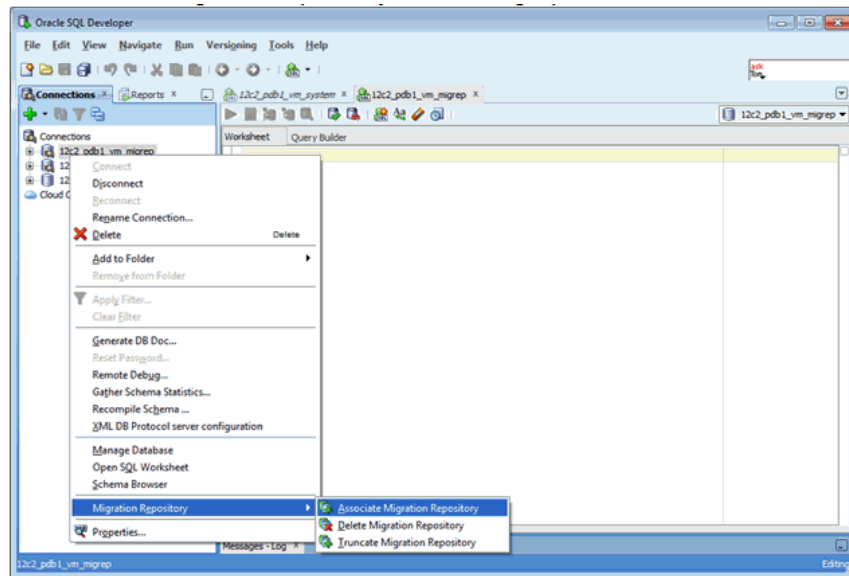 Oracle SQL Developer
File Edit View Navigate Run Versioning Tools Help
Connections x Reports x 12c2_pdb1_vm_system x 12c2_pdb1_vm_migrep x
12c2_pdb1_vm_migrep
Connections
Worksheet Query Builder
12c2_pdb1_vm_migrep
12
12
Cloud C
Connect
Disconnect
Reconnect
Rename Connection...
Delete Delete
Add to Folder
Remove from Folder
Apply Filter...
Clear Filter
Generate DB Doc...
Reset Password...
Remote Debug...
Gather Schema Statistics...
Recompile Schema ...
XML DB Protocol server configuration
Manage Database
Open SQL Worksheet
Schema Browser
Migration Repository
Associate Migration Repository
Delete Migration Repository
Truncate Migration Repository
Properties...
Messages - Log x
12c2_pdb1_vm_migrep Editing